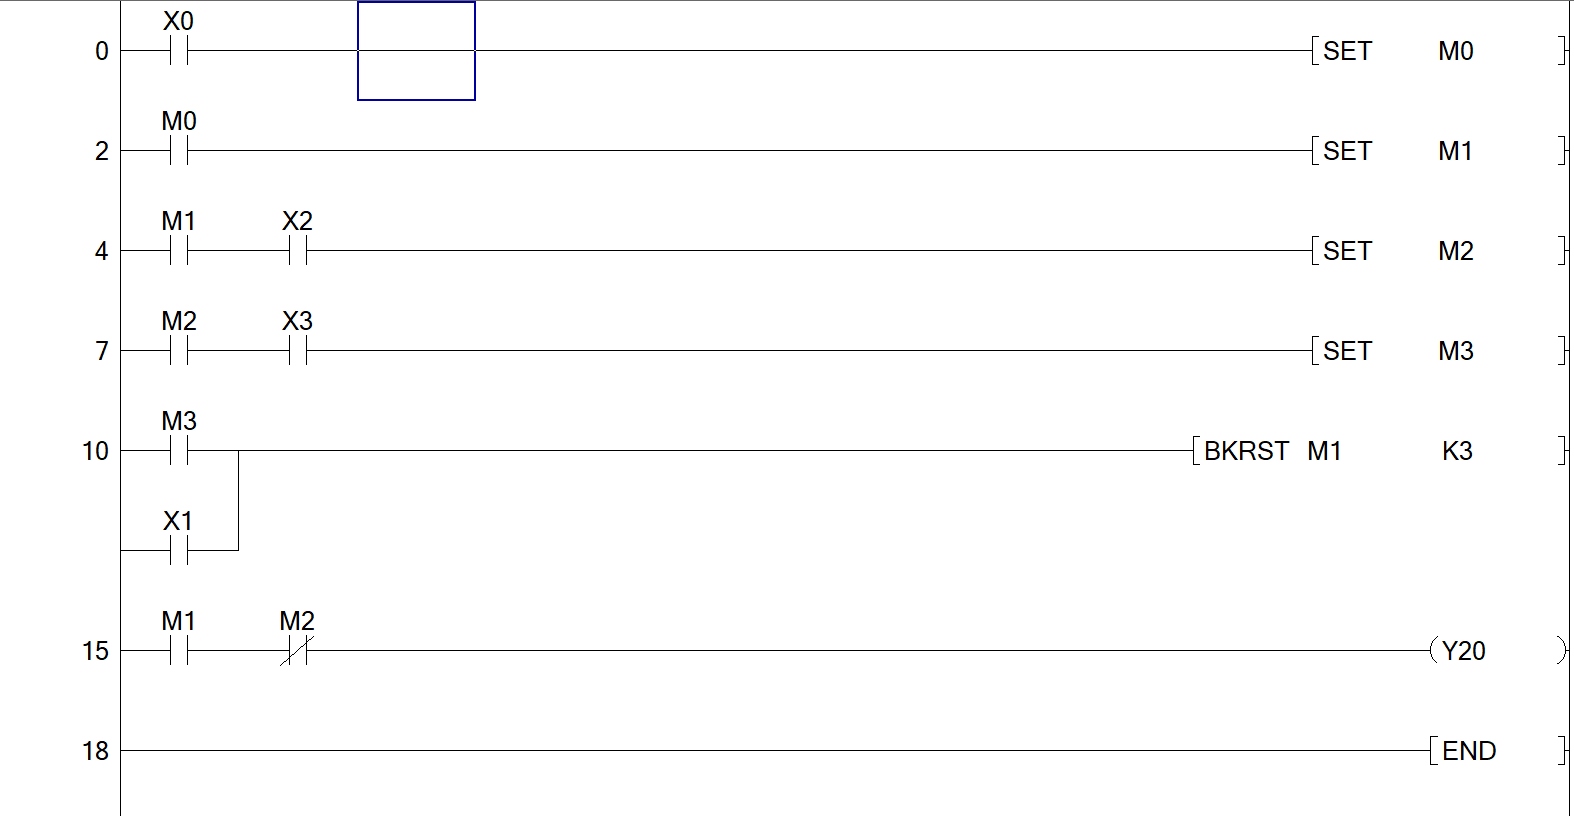 X0
0 SET M0
M0
2 SET M1
M1 X2
4 SET M2
M2 X3
7 SET M3
M3
10 BKRST M1 K3
X1
M1 M2
15 Y20
18 END